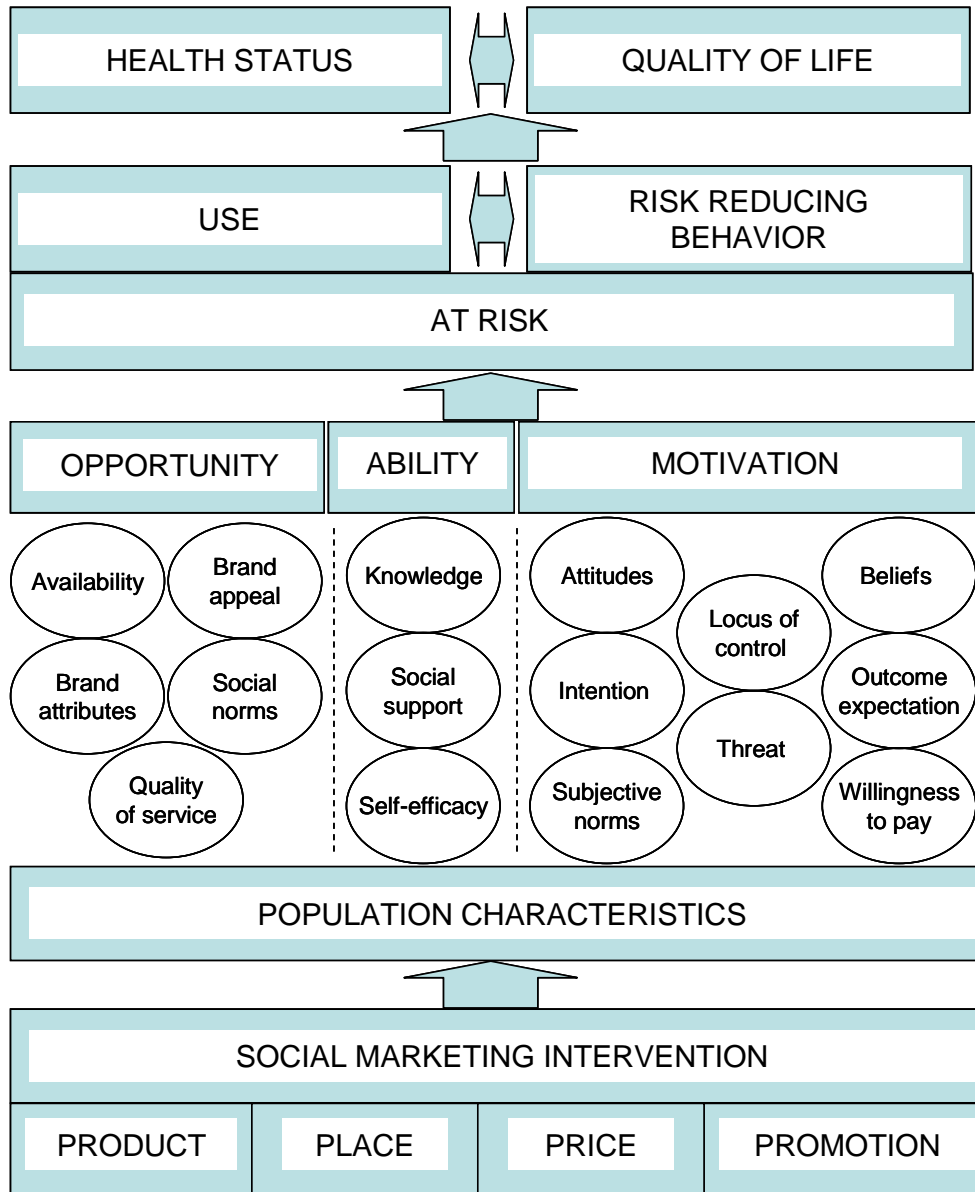 HEALTH STATUS
QUALITY OF LIFE
USE
RISK REDUCING
BEHAVIOR
AT RISK
OPPORTUNITY
ABILITY
MOTIVATION
Availability
Brand
appeal
Brand
attributes
Social
norms
Quality
of service
Knowledge
Social
support
Self-efficacy
Attitudes
Intention
Subjective
norms
Locus of
control
Threat
Beliefs
Outcome
expectation
Willingness
to pay
POPULATION CHARACTERISTICS
SOCIAL MARKETING INTERVENTION
PRODUCT
PLACE
PRICE
PROMOTION